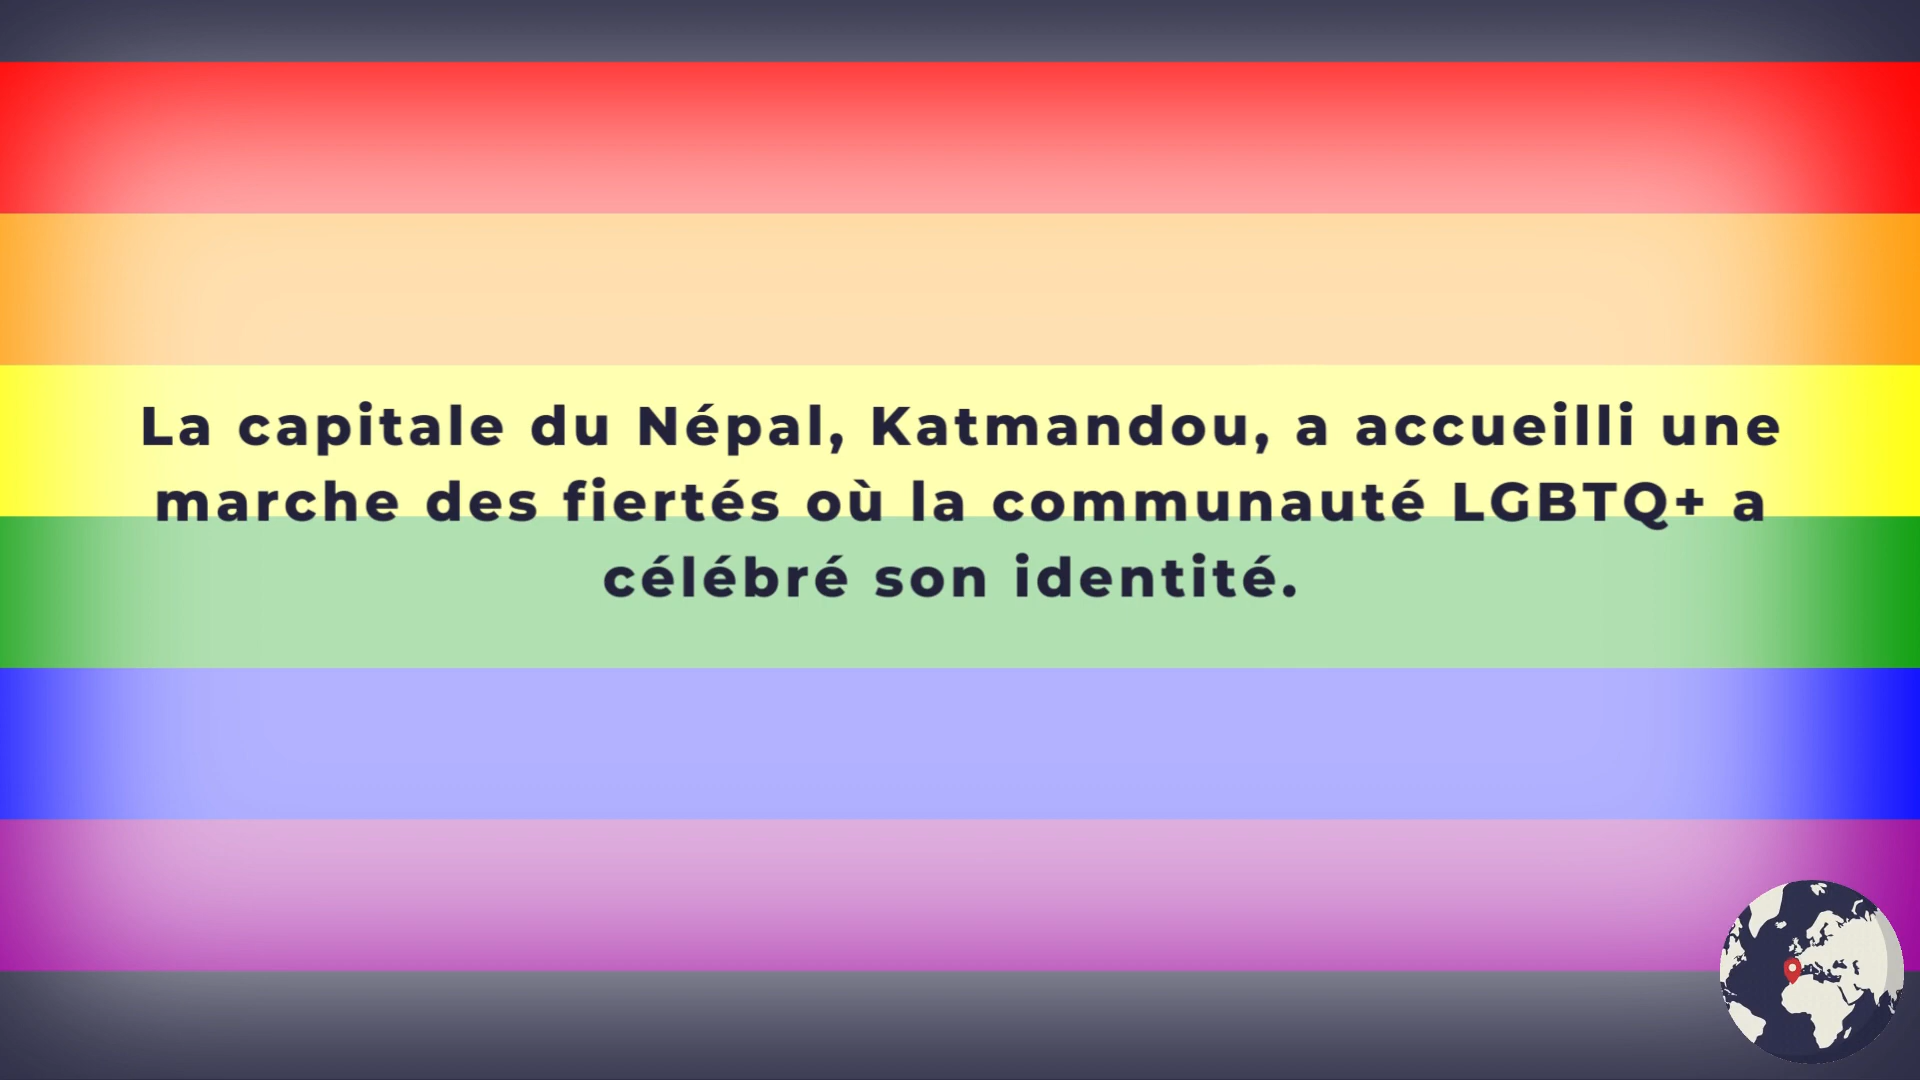 La capitale du Népal, Katmandou, a accueilli une
marche des fiertés où la communauté LGBTQ+ a
célébré son identité.